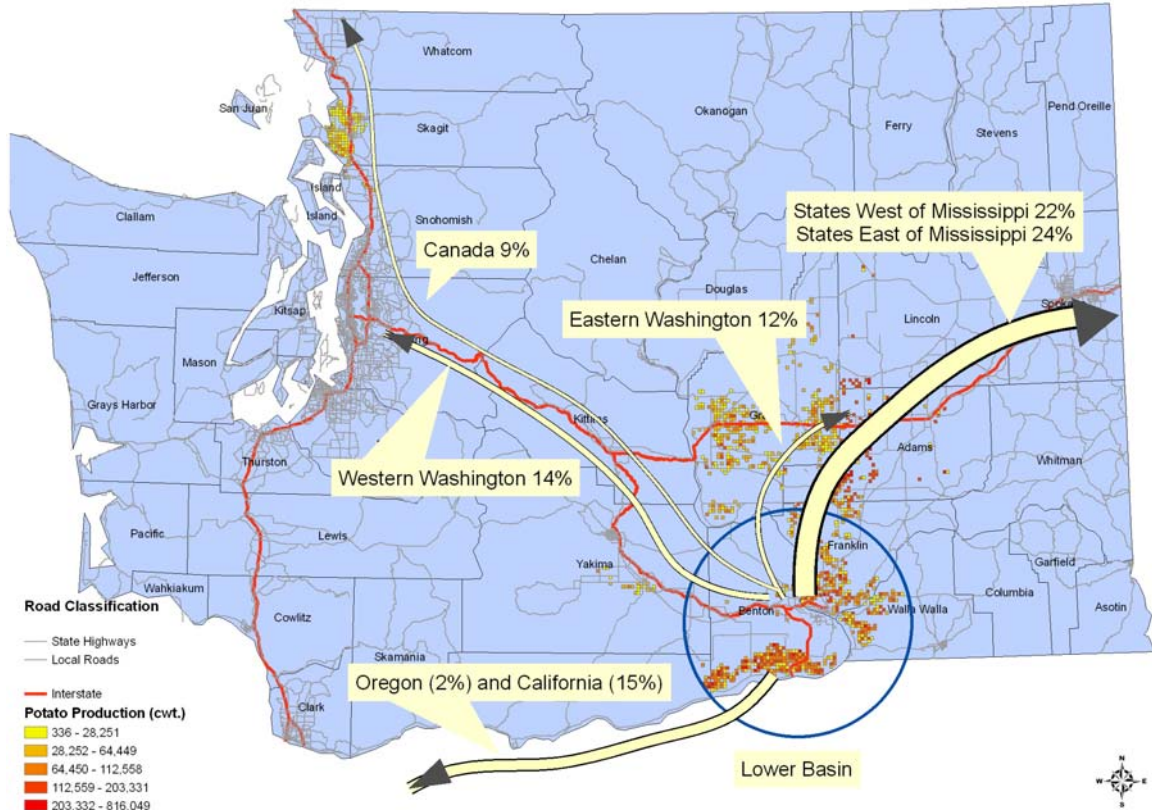 Whatcom
San Juan
Skagit
Okanogan
Ferry
Stevens
Pend Oreille
Island
Island
Clallam
Snohomish
States West of Mississippi 22%
States East of Mississippi 24%
Canada 9%
Jefferson
Chelan
Douglas
Kitsap
Eastern Washington 12%
Lincoln
Mason
Grays Harbor
Kittitas
Adams
Thurston
Western Washington 14%
Whitman
Pacific
Lewis
Franklin
Yakima
Garfield
Wahkiakum
Columbia
Benton
Walla Walla
Asotin
Cowlitz
Skamania
Oregon (2%) and California (15%)
Clark
Lower Basin
Road Classification
State Highways
Local Roads
Interstate
Potato Production (cwt.)
336 - 28,251
28,252 - 64,449
64,450 - 112,558
112,559 - 203,331
203,332 - 816,049
N
W E
S